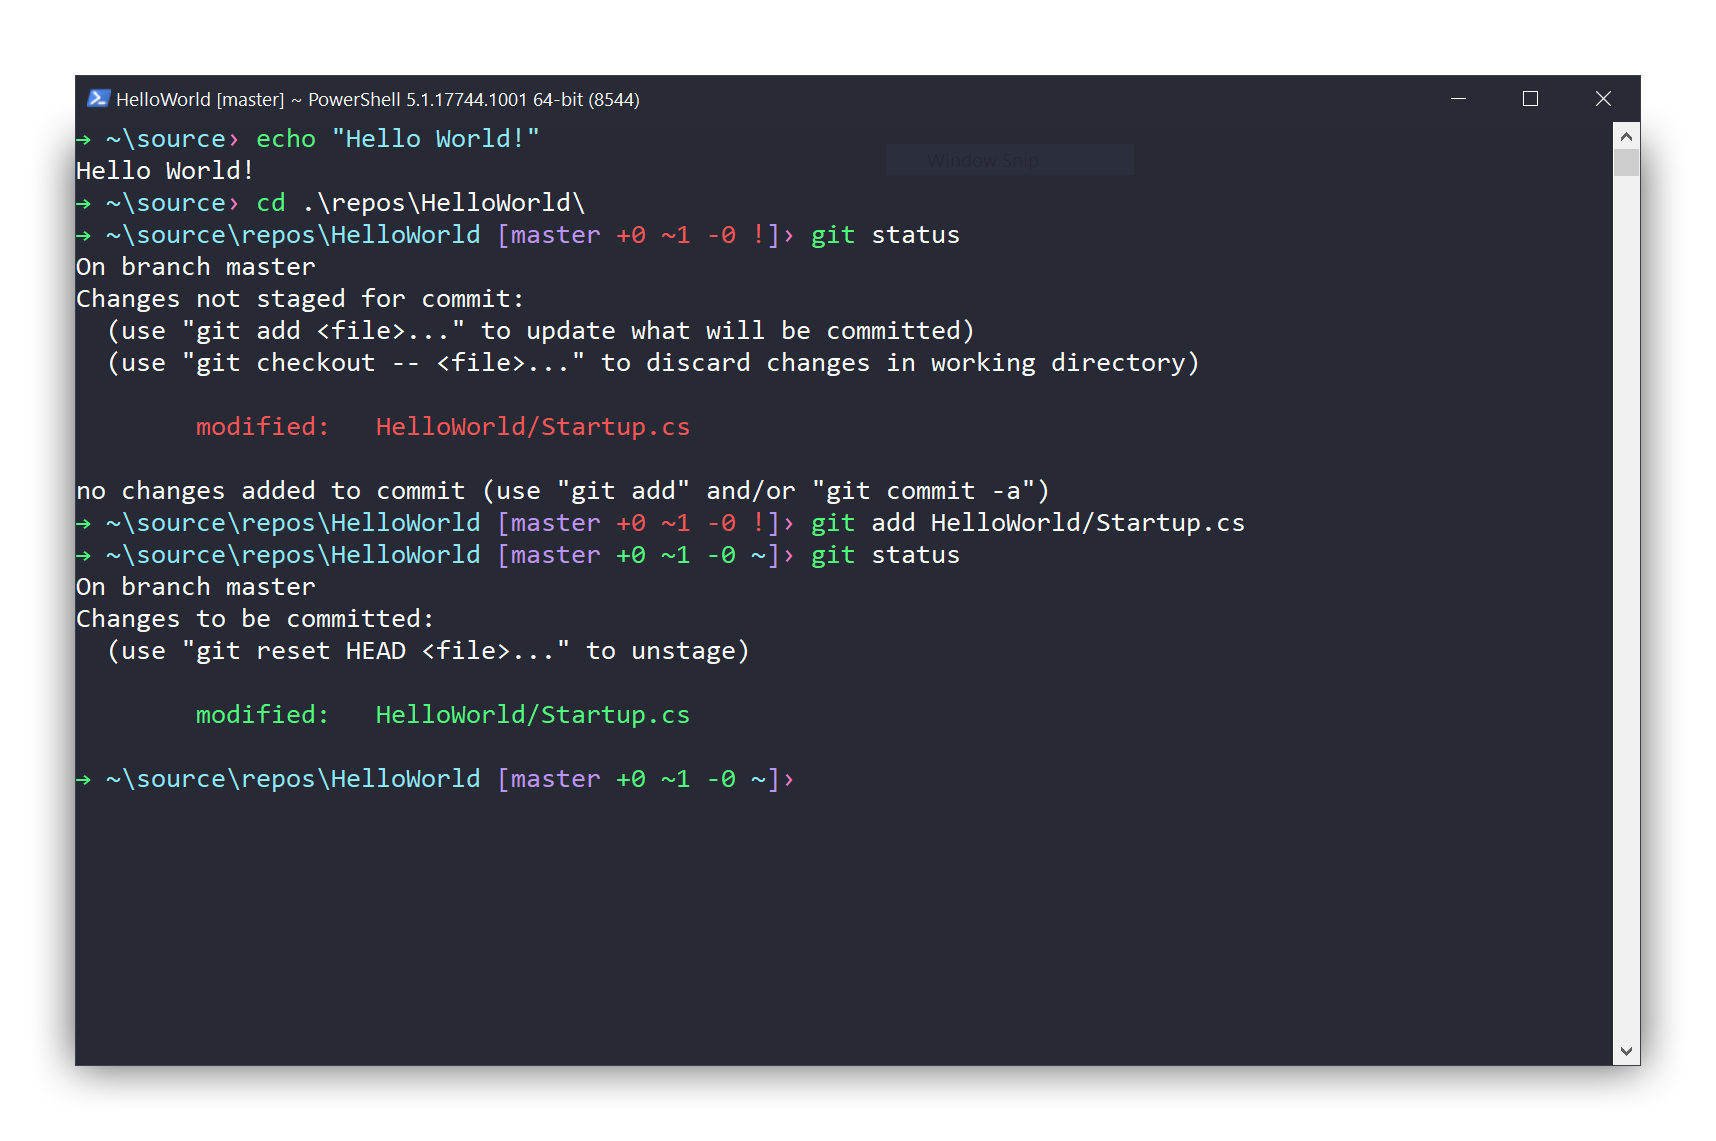 HelloWorld [master] ~ PowerShell 5.1.17744.1001 64-bit (8544)
→ ~\source› echo "Hello World!"
Window Snip
Hello World!
→ ~\source› cd .\repos\HelloWorld\
→ ~\source\repos\HelloWorld [master +0 ~1 -0 !]› git status
On branch master
Changes not staged for commit:
  (use "git add <file>..." to update what will be committed)
  (use "git checkout -- <file>..." to discard changes in working directory)
        modified:   HelloWorld/Startup.cs
no changes added to commit (use "git add" and/or "git commit -a")
→ ~\source\repos\HelloWorld [master +0 ~1 -0 !]› git add HelloWorld/Startup.cs
→ ~\source\repos\HelloWorld [master +0 ~1 -0 ~]› git status
On branch master
Changes to be committed:
  (use "git reset HEAD <file>..." to unstage)
        modified:   HelloWorld/Startup.cs
→ ~\source\repos\HelloWorld [master +0 ~1 -0 ~]›